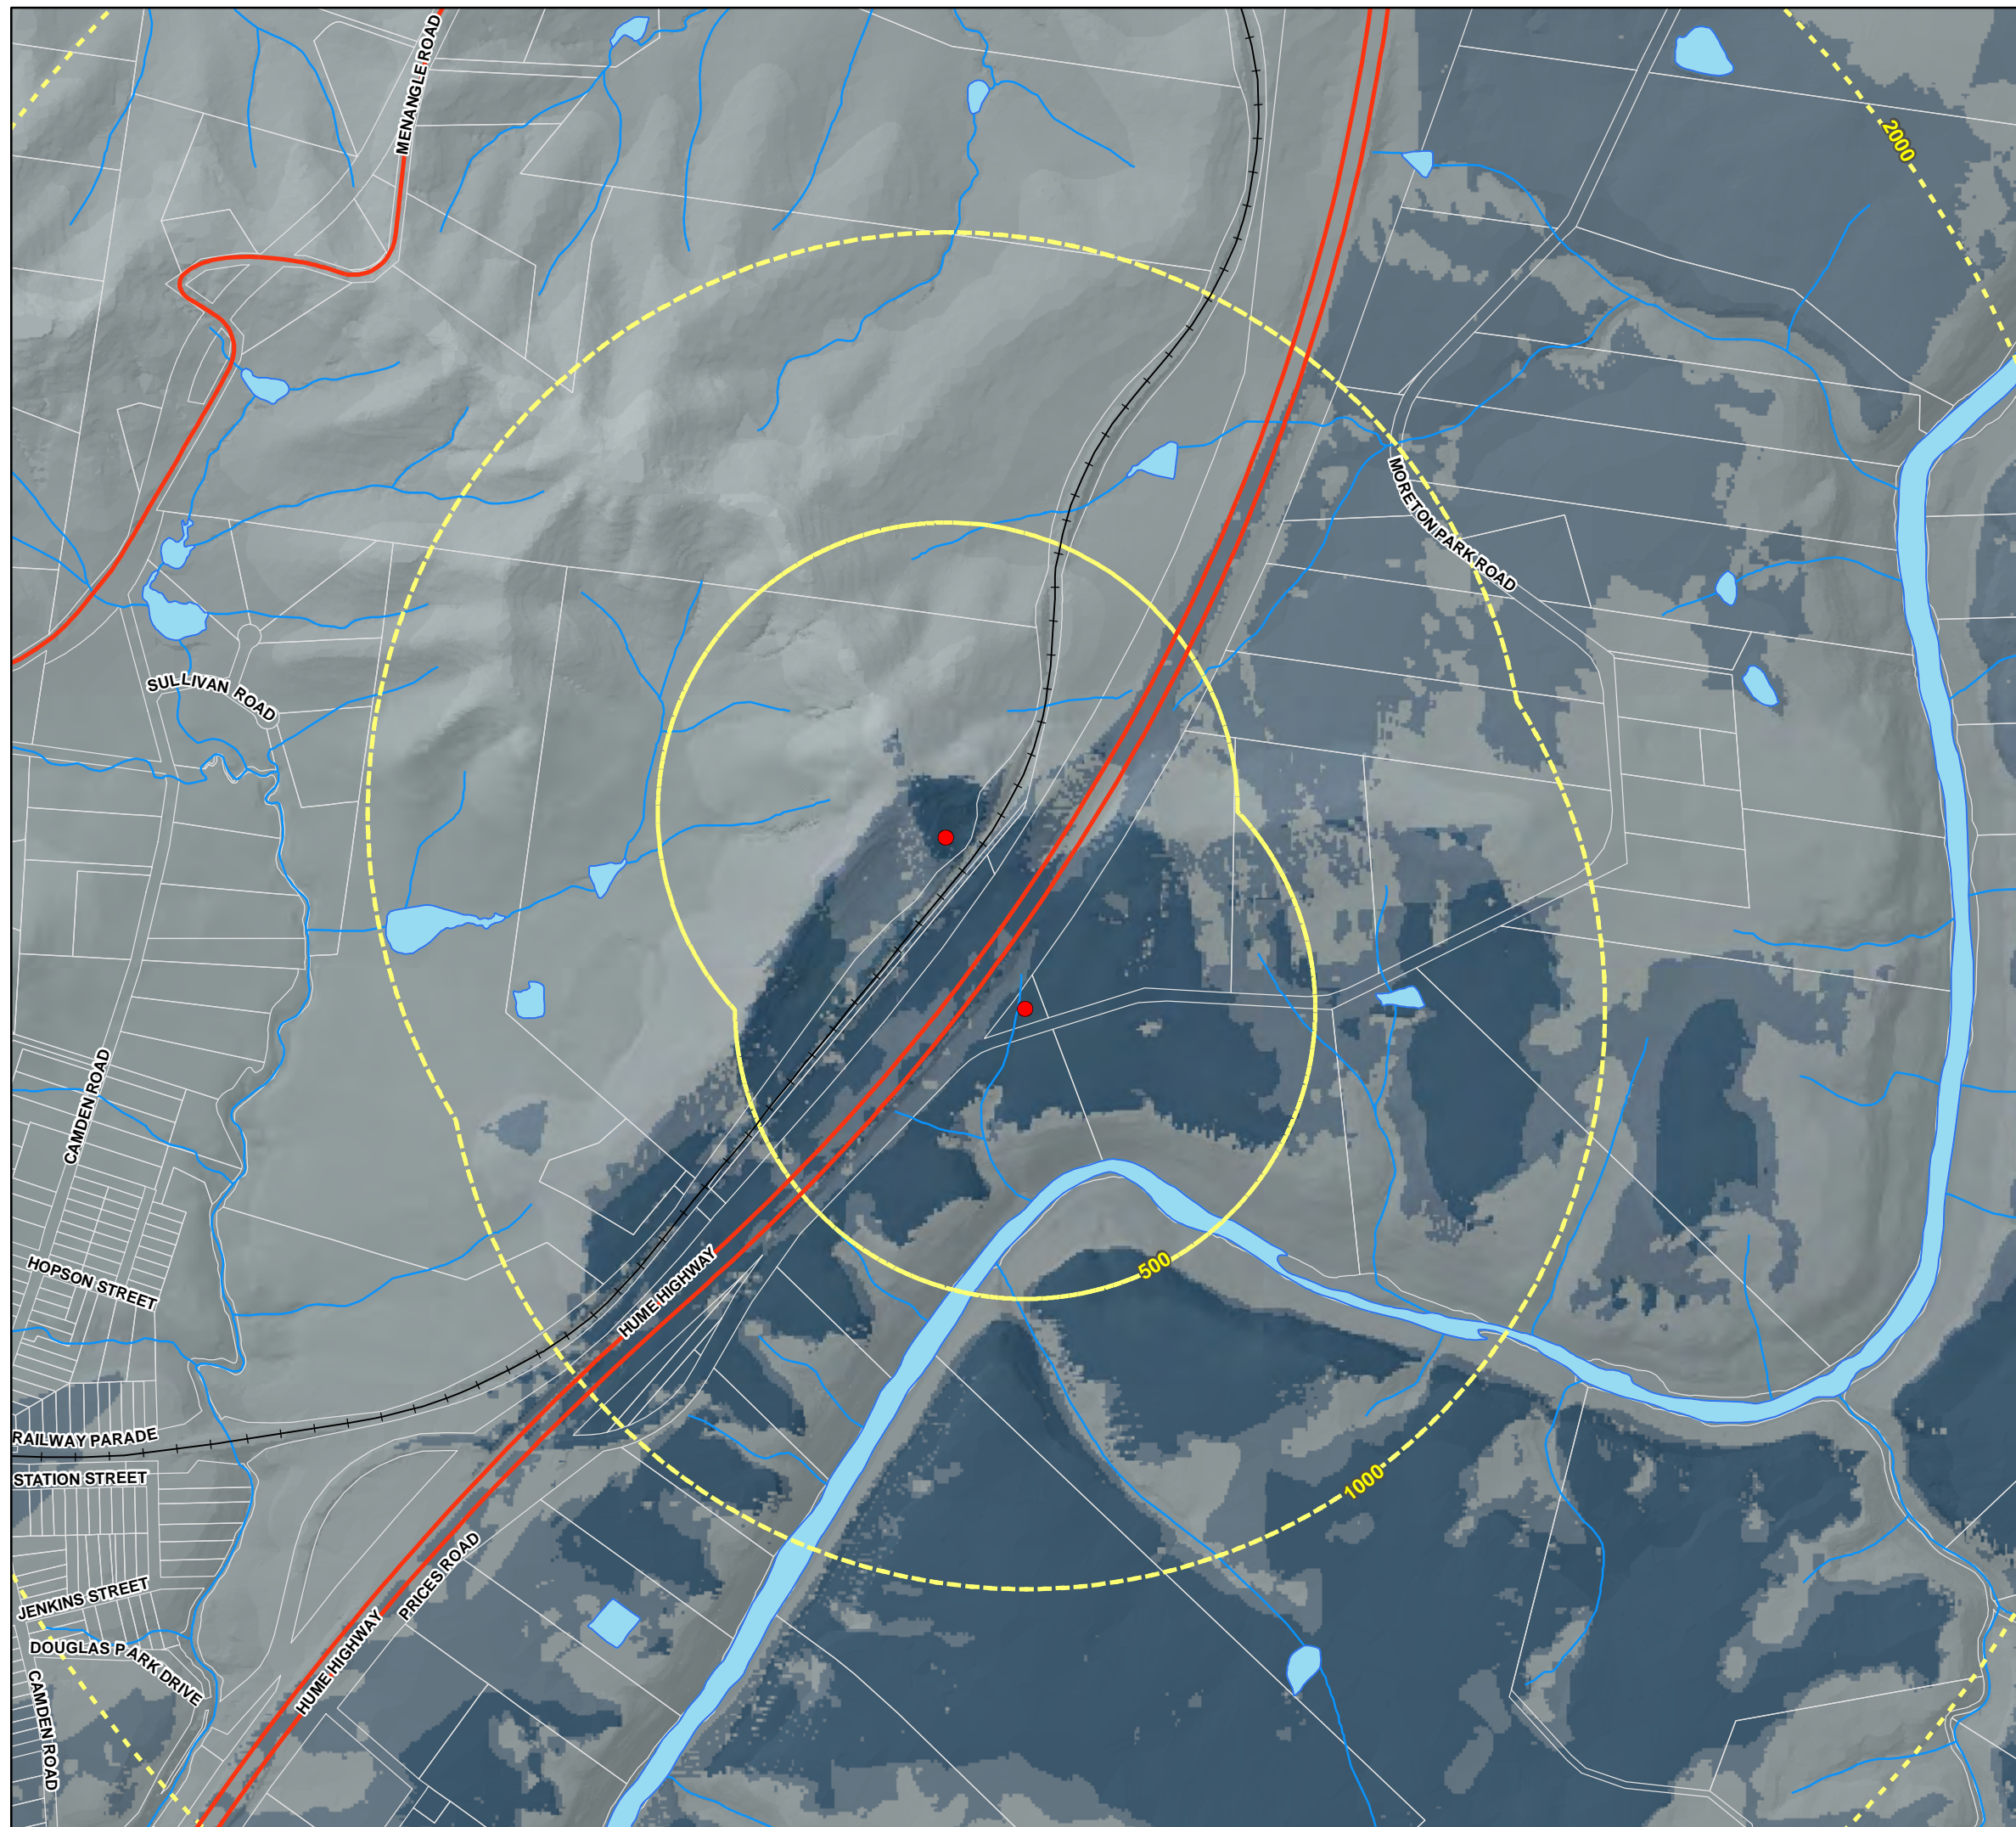 MENANGLE ROAD
2000
MORETON PARK ROAD
SULLIVAN ROAD
CAMDEN ROAD
HOPSON STREET
500
HUME HIGHWAY
RAILWAY PARADE
STATION STREET
1000
PRICES ROAD
JENKINS STREET
DOUGLAS PARK DRIVE
HUME HIGHWAY
CAMDEN ROAD